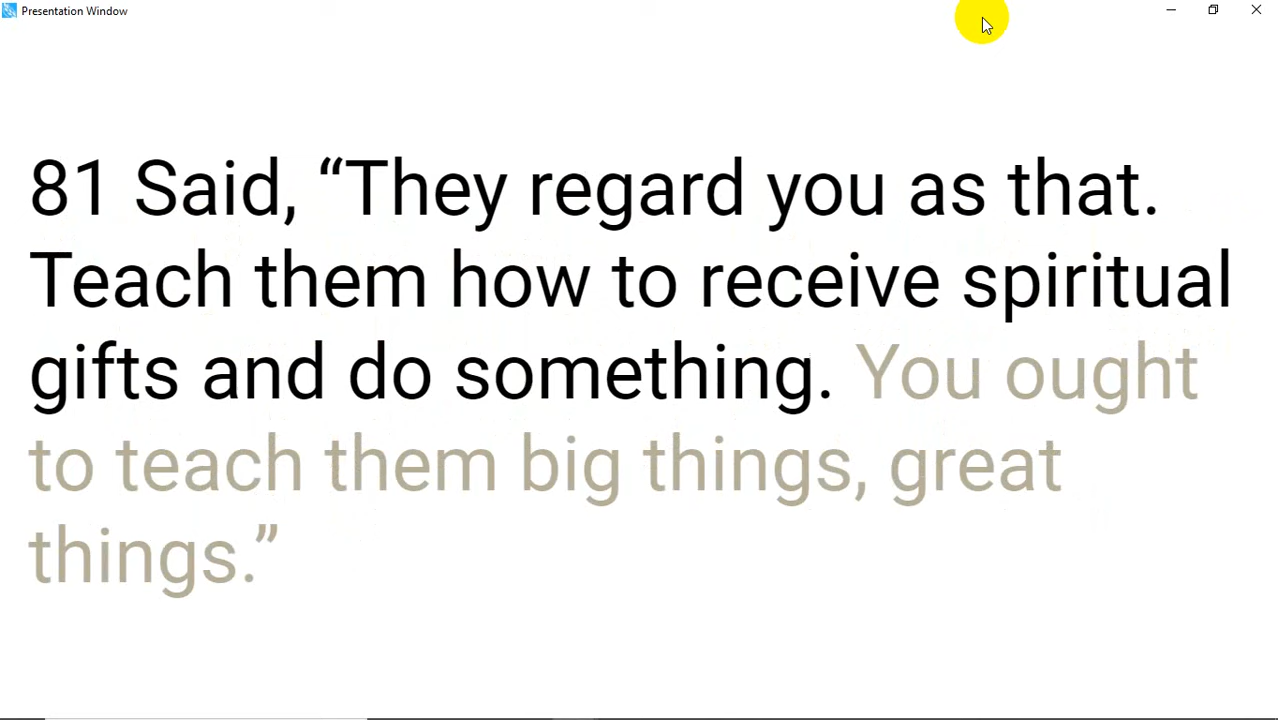 Presentation Window
81 Said, “They regard you as that.
Teach them how to receive spiritual
gifts and do something. You ought
to teach them big things, great
things.”